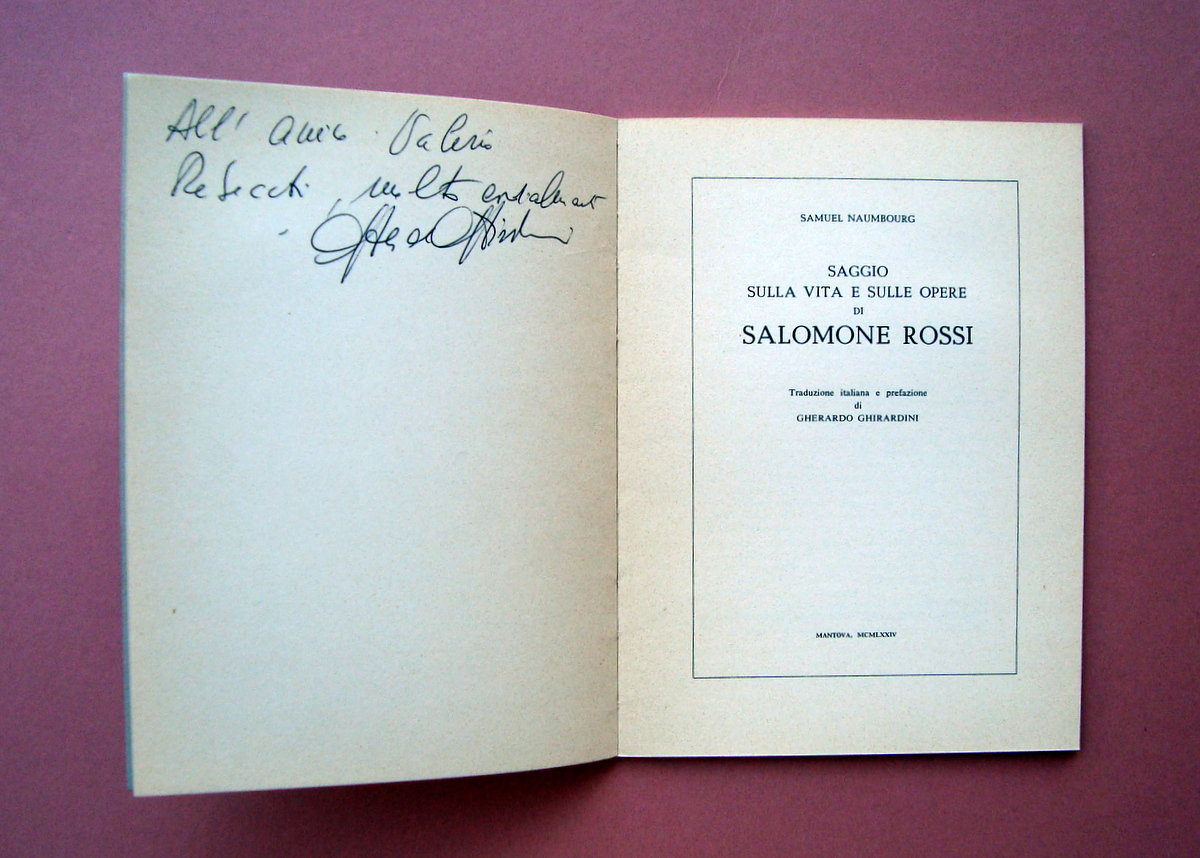 All' amico Valerio
molto cordialmente
SAMUEL NAUMBOURG
SAGGIO
SULLA VITA E SULLE OPERE
DI
SALOMONE ROSSI
Traduzione italiana e prefazione
di
GHERARDO GHIRARDINI
MANTOVA, MCMLXXIV